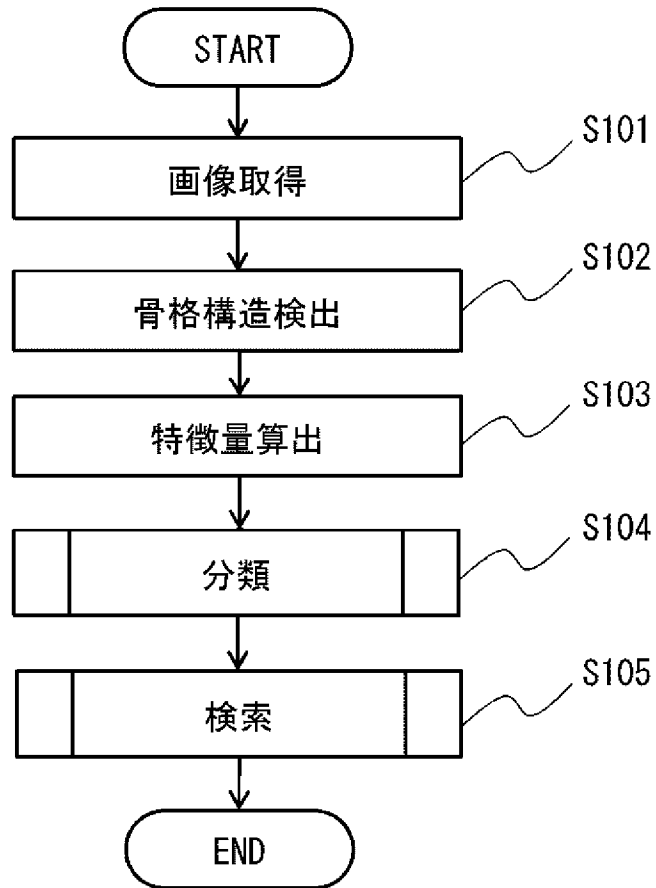 START
画像取得
S101
骨格構造検出
S102
特徴量算出
S103
分類
S104
検索
S105
END